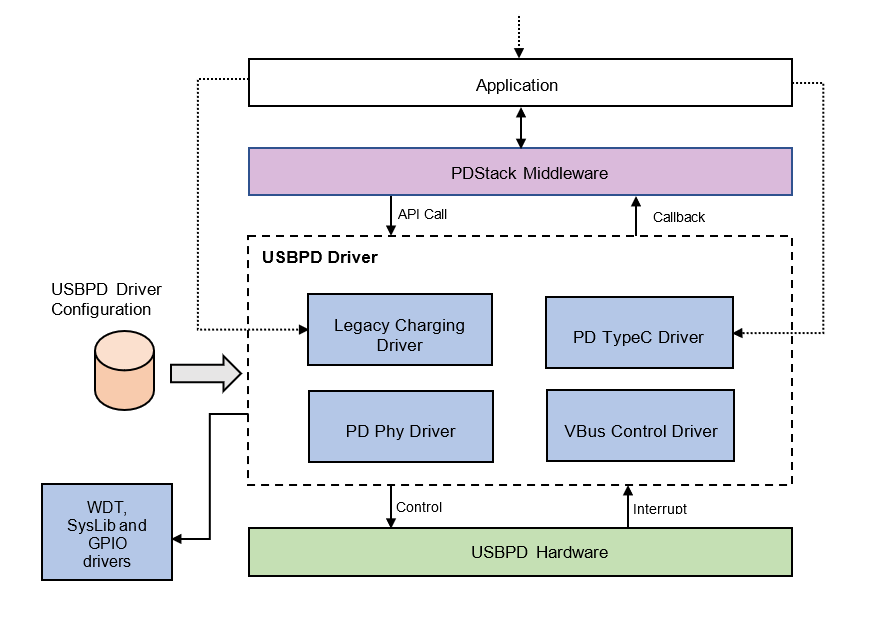 Application
PDStack Middleware
API Call
Callback
USBPD Driver
USBPD Driver
Configuration
Legacy Charging
Driver
PD TypeC Driver
PD Phy Driver
VBus Control Driver
WDT,
SysLib and
GPIO
drivers
Control
Interrupt
USBPD Hardware